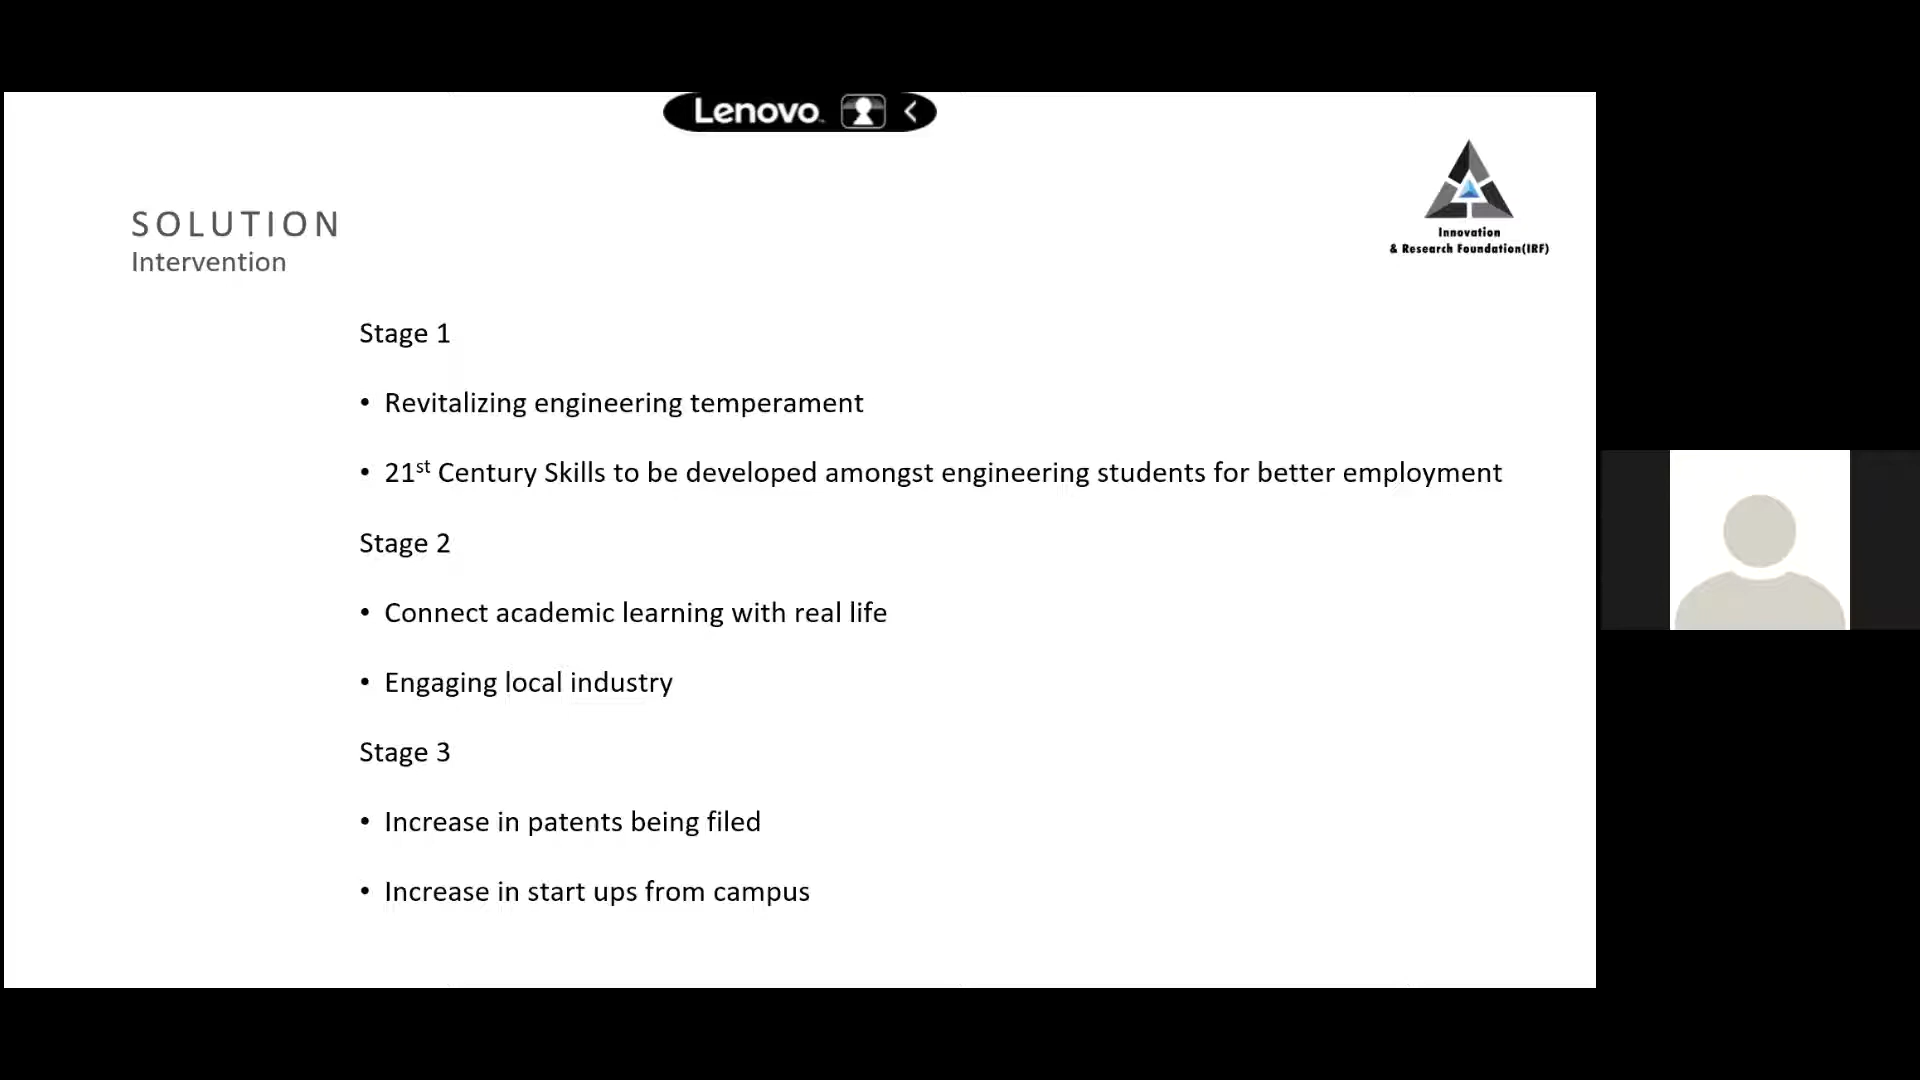 Lenovo
Innovation
& Research Foundation(IRF)
SOLUTION
Intervention
Stage 1
• Revitalizing engineering temperament
• 21st Century Skills to be developed amongst engineering students for better employment
Stage 2
• Connect academic learning with real life
• Engaging local industry
Stage 3
• Increase in patents being filed
• Increase in start ups from campus